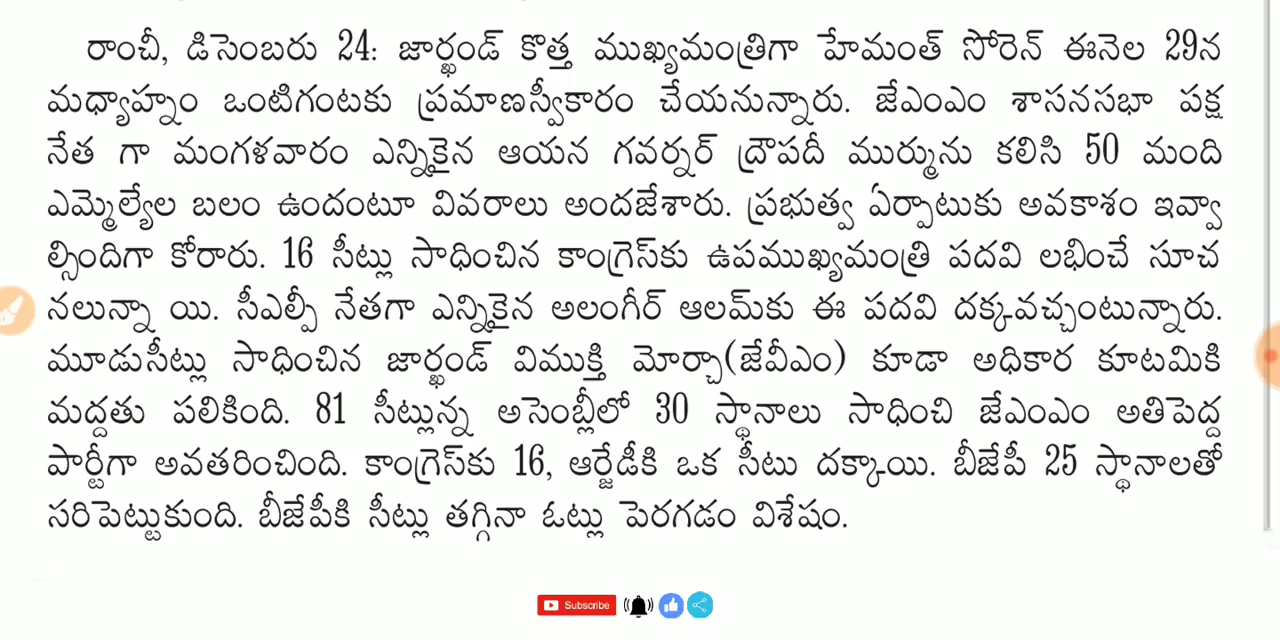 రాంచీ, డిసెంబరు 24: జార్ఖండ్ కొత్త ముఖ్యమంత్రిగా హేమంత్ సోరెన్ ఈనెల 29న
మధ్యాహ్నం ఒంటిగంటకు ప్రమాణస్వీకారం చేయనున్నారు. జేఎంఎం శాసనసభా పక్ష
నేత గా మంగళవారం ఎన్నికైన ఆయన గవర్నర్ ద్రౌపదీ ముర్మును కలిసి 50 మంది
ఎమ్మెల్యేల బలం ఉందంటూ వివరాలు అందజేశారు. ప్రభుత్వ ఏర్పాటుకు అవకాశం ఇవ్వా
ల్సిందిగా కోరారు. 16 సీట్లు సాధించిన కాంగ్రెస్‌కు ఉపముఖ్యమంత్రి పదవి లభించే సూచ
నలున్నా యి. సీఎల్పీ నేతగా ఎన్నికైన అలంగీర్ ఆలమ్‌కు ఈ పదవి దక్కవచ్చంటున్నారు.
మూడుసీట్లు సాధించిన జార్ఖండ్ విముక్తి మోర్చా(జేవీఎం) కూడా అధికార కూటమికి
మద్దతు పలికింది. 81 సీట్లున్న అసెంబ్లీలో 30 స్థానాలు సాధించి జేఎంఎం అతిపెద్ద
పార్టీగా అవతరించింది. కాంగ్రెస్‌కు 16, ఆర్జేడీకి ఒక సీటు దక్కాయి. బీజేపీ 25 స్థానాలతో
సరిపెట్టుకుంది. బీజేపీకి సీట్లు తగ్గినా ఓట్లు పెరగడం విశేషం.
Subscribe